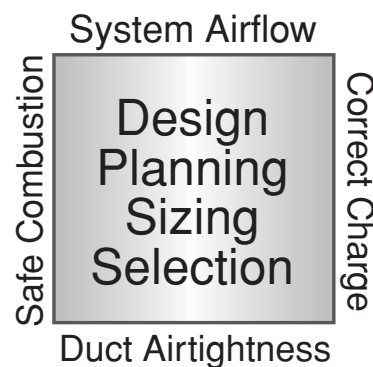 System Airflow
Safe Combustion
Design
Planning
Sizing
Selection
Correct Charge
Duct Airtightness